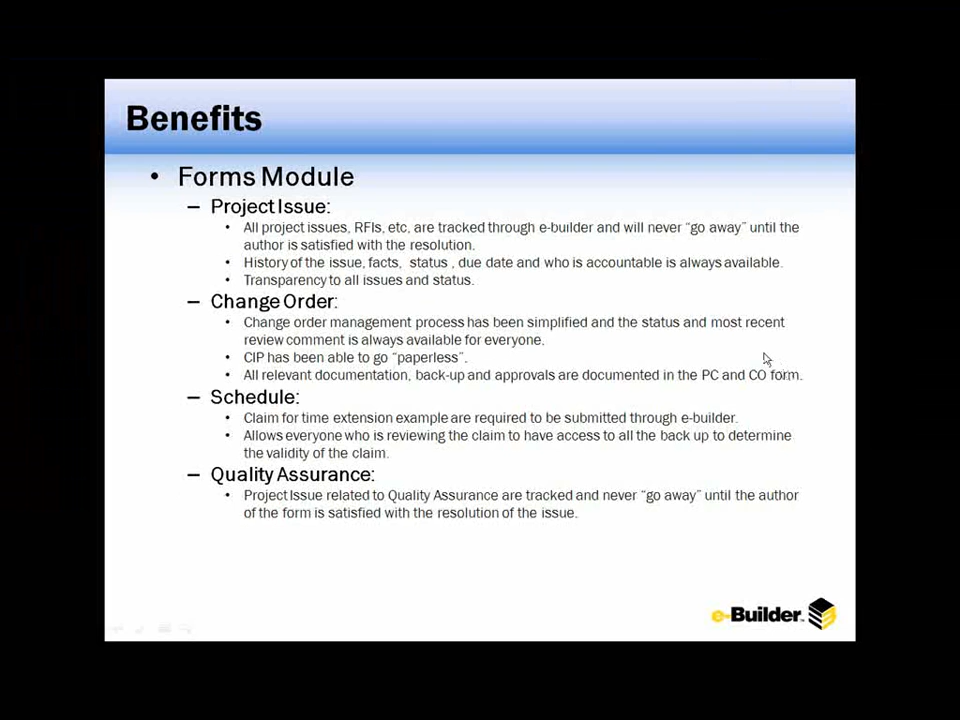 Benefits
• Forms Module
– Project Issue:
• All project issues, RFIs, etc, are tracked through e-builder and will never “go away” until the
author is satisfied with the resolution.
• History of the issue, facts, status , due date and who is accountable is always available.
• Transparency to all issues and status.
– Change Order:
• Change order management process has been simplified and the status and most recent
review comment is always available for everyone.
• CIP has been able to go “paperless”.
• All relevant documentation, back-up and approvals are documented in the PC and CO form.
– Schedule:
• Claim for time extension example are required to be submitted through e-builder.
• Allows everyone who is reviewing the claim to have access to all the back up to determine
the validity of the claim.
– Quality Assurance:
• Project Issue related to Quality Assurance are tracked and never “go away” until the author
of the form is satisfied with the resolution of the issue.
e-Builder